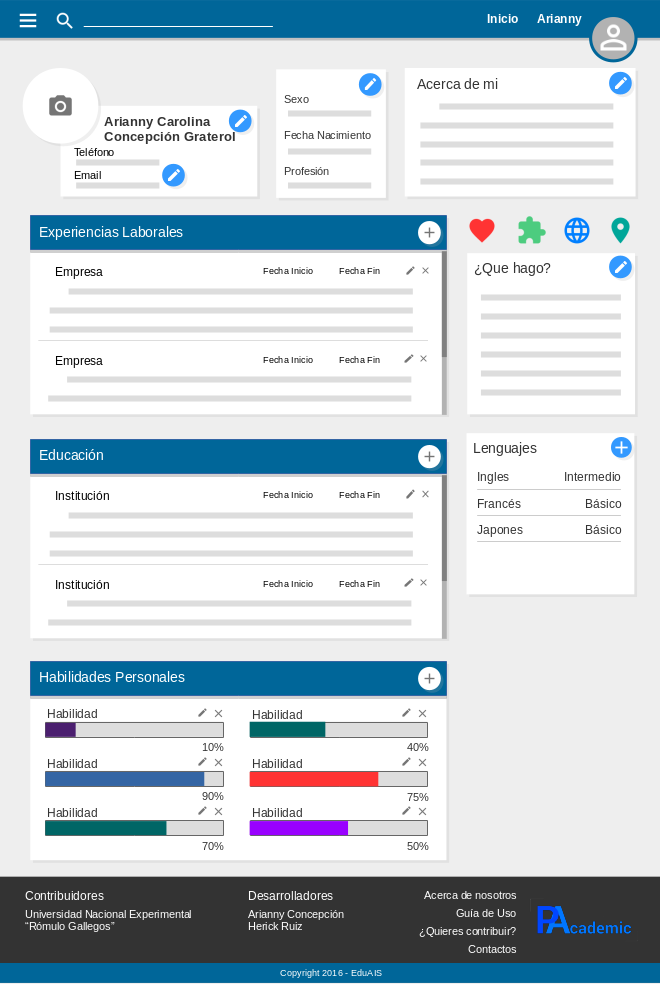 Inicio Arianny
Arianny Carolina
Concepción Graterol
Teléfono
Email
Sexo
Fecha Nacimiento
Profesión
Acerca de mi
Experiencias Laborales
Empresa Fecha Inicio Fecha Fin
Empresa Fecha Inicio Fecha Fin
¿Que hago?
Educación
Institución Fecha Inicio Fecha Fin
Institución Fecha Inicio Fecha Fin
Lenguajes
Ingles Intermedio
Francés Básico
Japones Básico
Habilidades Personales
Habilidad Habilidad
10% 40%
Habilidad Habilidad
90% 75%
Habilidad Habilidad
70% 50%
Contribuidores
Universidad Nacional Experimental
“Rómulo Gallegos”
Desarrolladores
Arianny Concepción
Herick Ruiz
Acerca de nosotros
Guía de Uso
¿Quieres contribuir?
Contactos
PAcademic
Copyright 2016 - EduAIS